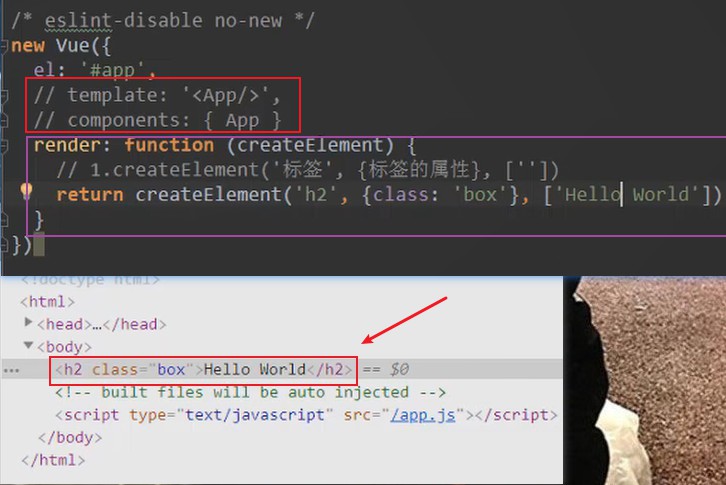 /* eslint-disable no-new */
new Vue({
el: '#app',
// template: '<App/>',
// components: { App }
render: function (createElement) {
// 1.createElement('标签', {标签的属性}, [''])
return createElement('h2', {class: 'box'}, ['Hello World'])
}
})
<!doctype html>
<html>
<head>…</head>
<body>
<h2 class="box">Hello World</h2> == $0
<!-- built files will be auto injected -->
<script type="text/javascript" src="/app.js"></script>
</body>
</html>